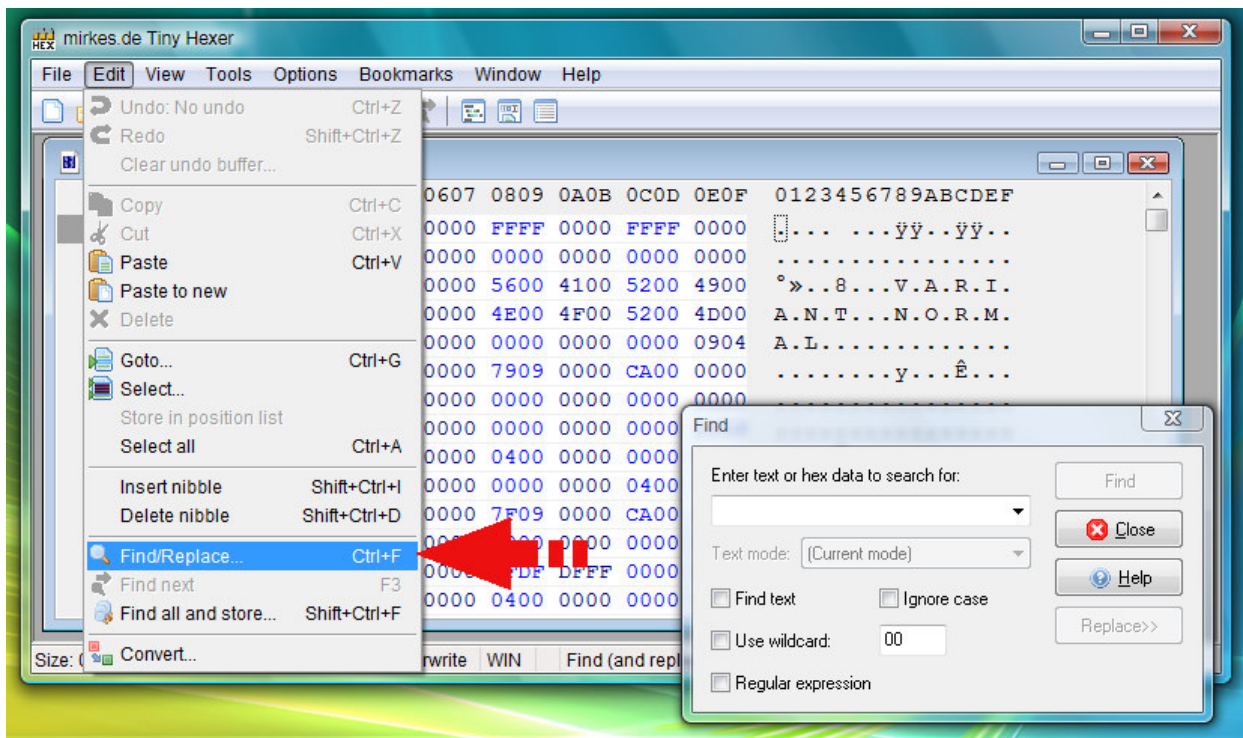 HEX mirkes.de Tiny Hexer
File Edit View Tools Options Bookmarks Window Help
Undo: No undo Ctrl+Z
Redo Shift+Ctrl+Z
Clear undo buffer...
Copy Ctrl+C
Cut Ctrl+X
Paste Ctrl+V
Paste to new
Delete
Goto... Ctrl+G
Select...
Store in position list
Select all Ctrl+A
Insert nibble Shift+Ctrl+I
Delete nibble Shift+Ctrl+D
Find/Replace... Ctrl+F
Find next F3
Find all and store... Shift+Ctrl+F
Convert...
0607 0809 0A0B 0C0D 0E0F 0123456789ABCDEF
0000 FFFF 0000 FFFF 0000 .... ...ÿÿ..ÿÿ..
0000 0000 0000 0000 0000 ................
0000 5600 4100 5200 4900 °»..8...V.A.R.I.
0000 4E00 4F00 5200 4D00 A.N.T...N.O.R.M.
0000 0000 0000 0000 0904 A.L.............
0000 7909 0000 CA00 0000 ........y...Ê...
0000 0000 0000 0000 0000
0000 0000 0000 0000
0000 0400 0000 0000
0000 0000 0000 0400
0000 7F09 0000 CA00
0000 0000
DFFF 0000
0000 0400 0000 0000
Size: rwrite WIN Find (and repl
Find
Enter text or hex data to search for:
Find
Close
Text mode: (Current mode)
Help
Find text Ignore case
Replace>>
Use wildcard: 00
Regular expression